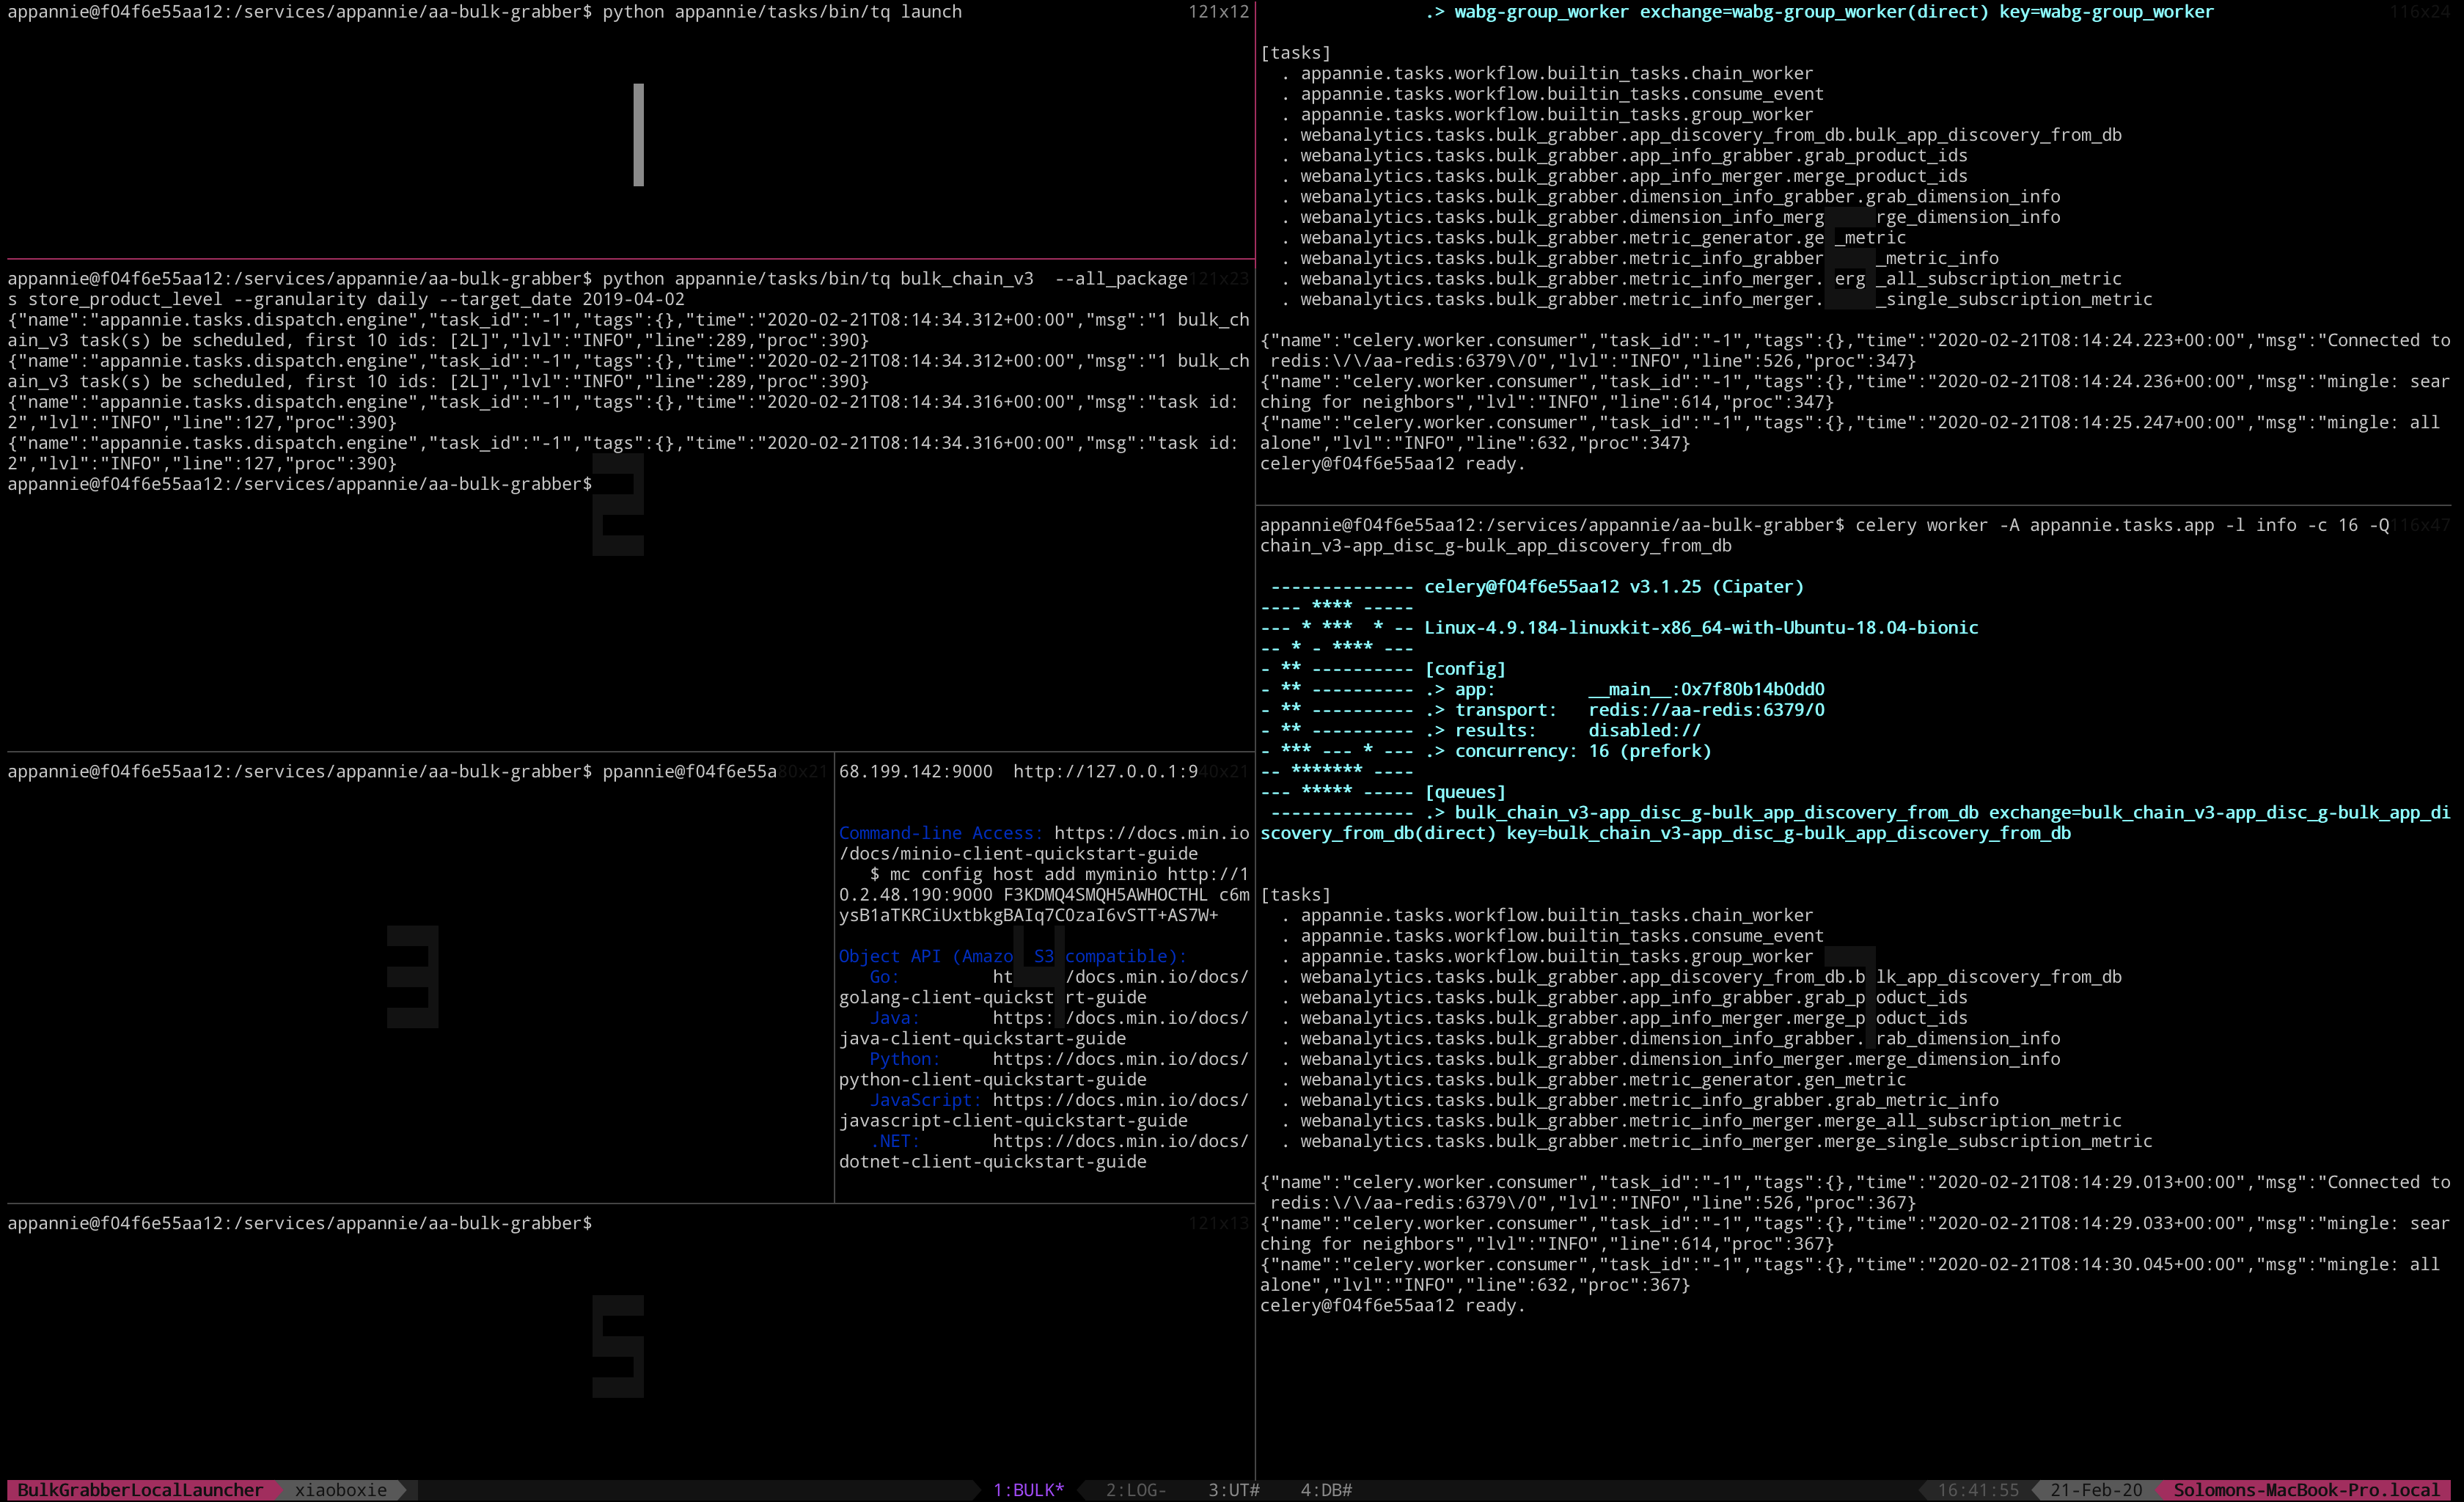 appannie@f04f6e55aa12:/services/appannie/aa-bulk-grabber$ python appannie/tasks/bin/tq launch 121x12
1
appannie@f04f6e55aa12:/services/appannie/aa-bulk-grabber$ python appannie/tasks/bin/tq bulk_chain_v3  --all_package 121x23
s store_product_level --granularity daily --target_date 2019-04-02
{"name":"appannie.tasks.dispatch.engine","task_id":"-1","tags":{},"time":"2020-02-21T08:14:34.312+00:00","msg":"1 bulk_ch
ain_v3 task(s) be scheduled, first 10 ids: [2L]","lvl":"INFO","line":289,"proc":390}
{"name":"appannie.tasks.dispatch.engine","task_id":"-1","tags":{},"time":"2020-02-21T08:14:34.312+00:00","msg":"1 bulk_ch
ain_v3 task(s) be scheduled, first 10 ids: [2L]","lvl":"INFO","line":289,"proc":390}
{"name":"appannie.tasks.dispatch.engine","task_id":"-1","tags":{},"time":"2020-02-21T08:14:34.316+00:00","msg":"task id:
2","lvl":"INFO","line":127,"proc":390}
{"name":"appannie.tasks.dispatch.engine","task_id":"-1","tags":{},"time":"2020-02-21T08:14:34.316+00:00","msg":"task id:
2","lvl":"INFO","line":127,"proc":390}
appannie@f04f6e55aa12:/services/appannie/aa-bulk-grabber$
2
appannie@f04f6e55aa12:/services/appannie/aa-bulk-grabber$ ppannie@f04f6e55a 80x21
3
68.199.142:9000  http://127.0.0.1:9 40x21
Command-line Access: https://docs.min.io
/docs/minio-client-quickstart-guide
$ mc config host add myminio http://1
0.2.48.190:9000 F3KDMQ4SMQH5AWHOCTHL c6m
ysB1aTKRCiUxtbkgBAIq7C0zaI6vSTT+AS7W+
Object API (Amazo S3 compatible):
Go: ht /docs.min.io/docs/
golang-client-quickst rt-guide
Java: https: /docs.min.io/docs/
java-client-quickstart-guide
Python: https://docs.min.io/docs/
python-client-quickstart-guide
JavaScript: https://docs.min.io/docs/
javascript-client-quickstart-guide
.NET: https://docs.min.io/docs/
dotnet-client-quickstart-guide
4
appannie@f04f6e55aa12:/services/appannie/aa-bulk-grabber$ 121x13
5
.> wabg-group_worker exchange=wabg-group_worker(direct) key=wabg-group_worker 116x24
[tasks]
. appannie.tasks.workflow.builtin_tasks.chain_worker
. appannie.tasks.workflow.builtin_tasks.consume_event
. appannie.tasks.workflow.builtin_tasks.group_worker
. webanalytics.tasks.bulk_grabber.app_discovery_from_db.bulk_app_discovery_from_db
. webanalytics.tasks.bulk_grabber.app_info_grabber.grab_product_ids
. webanalytics.tasks.bulk_grabber.app_info_merger.merge_product_ids
. webanalytics.tasks.bulk_grabber.dimension_info_grabber.grab_dimension_info
. webanalytics.tasks.bulk_grabber.dimension_info_merg rge_dimension_info
. webanalytics.tasks.bulk_grabber.metric_generator.ge _metric
. webanalytics.tasks.bulk_grabber.metric_info_grabber _metric_info
. webanalytics.tasks.bulk_grabber.metric_info_merger. erg _all_subscription_metric
. webanalytics.tasks.bulk_grabber.metric_info_merger. _single_subscription_metric
6
{"name":"celery.worker.consumer","task_id":"-1","tags":{},"time":"2020-02-21T08:14:24.223+00:00","msg":"Connected to
redis:\/\/aa-redis:6379\/0","lvl":"INFO","line":526,"proc":347}
{"name":"celery.worker.consumer","task_id":"-1","tags":{},"time":"2020-02-21T08:14:24.236+00:00","msg":"mingle: sear
ching for neighbors","lvl":"INFO","line":614,"proc":347}
{"name":"celery.worker.consumer","task_id":"-1","tags":{},"time":"2020-02-21T08:14:25.247+00:00","msg":"mingle: all
alone","lvl":"INFO","line":632,"proc":347}
celery@f04f6e55aa12 ready.
appannie@f04f6e55aa12:/services/appannie/aa-bulk-grabber$ celery worker -A appannie.tasks.app -l info -c 16 -Q 116x47
chain_v3-app_disc_g-bulk_app_discovery_from_db
-------------- celery@f04f6e55aa12 v3.1.25 (Cipater)
---- **** -----
--- * ***  * -- Linux-4.9.184-linuxkit-x86_64-with-Ubuntu-18.04-bionic
-- * - **** ---
- ** ---------- [config]
- ** ---------- .> app:         __main__:0x7f80b14b0dd0
- ** ---------- .> transport:   redis://aa-redis:6379/0
- ** ---------- .> results:     disabled://
- *** --- * --- .> concurrency: 16 (prefork)
-- ******* ----
--- ***** ----- [queues]
-------------- .> bulk_chain_v3-app_disc_g-bulk_app_discovery_from_db exchange=bulk_chain_v3-app_disc_g-bulk_app_di
scovery_from_db(direct) key=bulk_chain_v3-app_disc_g-bulk_app_discovery_from_db
[tasks]
. appannie.tasks.workflow.builtin_tasks.chain_worker
. appannie.tasks.workflow.builtin_tasks.consume_event
. appannie.tasks.workflow.builtin_tasks.group_worker
. webanalytics.tasks.bulk_grabber.app_discovery_from_db.b lk_app_discovery_from_db
. webanalytics.tasks.bulk_grabber.app_info_grabber.grab_p oduct_ids
. webanalytics.tasks.bulk_grabber.app_info_merger.merge_p oduct_ids
. webanalytics.tasks.bulk_grabber.dimension_info_grabber. rab_dimension_info
. webanalytics.tasks.bulk_grabber.dimension_info_merger.merge_dimension_info
. webanalytics.tasks.bulk_grabber.metric_generator.gen_metric
. webanalytics.tasks.bulk_grabber.metric_info_grabber.grab_metric_info
. webanalytics.tasks.bulk_grabber.metric_info_merger.merge_all_subscription_metric
. webanalytics.tasks.bulk_grabber.metric_info_merger.merge_single_subscription_metric
7
{"name":"celery.worker.consumer","task_id":"-1","tags":{},"time":"2020-02-21T08:14:29.013+00:00","msg":"Connected to
redis:\/\/aa-redis:6379\/0","lvl":"INFO","line":526,"proc":367}
{"name":"celery.worker.consumer","task_id":"-1","tags":{},"time":"2020-02-21T08:14:29.033+00:00","msg":"mingle: sear
ching for neighbors","lvl":"INFO","line":614,"proc":367}
{"name":"celery.worker.consumer","task_id":"-1","tags":{},"time":"2020-02-21T08:14:30.045+00:00","msg":"mingle: all
alone","lvl":"INFO","line":632,"proc":367}
celery@f04f6e55aa12 ready.
BulkGrabberLocalLauncher xiaoboxie 1:BULK* 2:LOG- 3:UT# 4:DB# 16:41:55 21-Feb-20 Solomons-MacBook-Pro.local